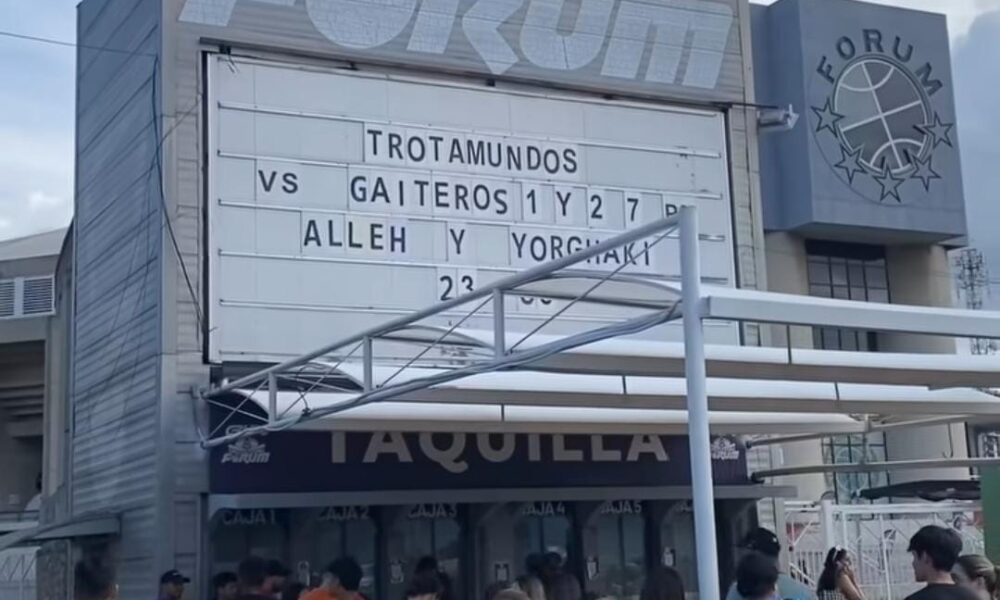 FORUM
FORUM
TROTAMUNDOS
VS GAITEROS 1 Y 27
ALLEH Y YORGHAKI
23
TAQUILLA
FORUM
CAJA 1
CAJA 2
CAJA 3
CAJA 4
CAJA 5